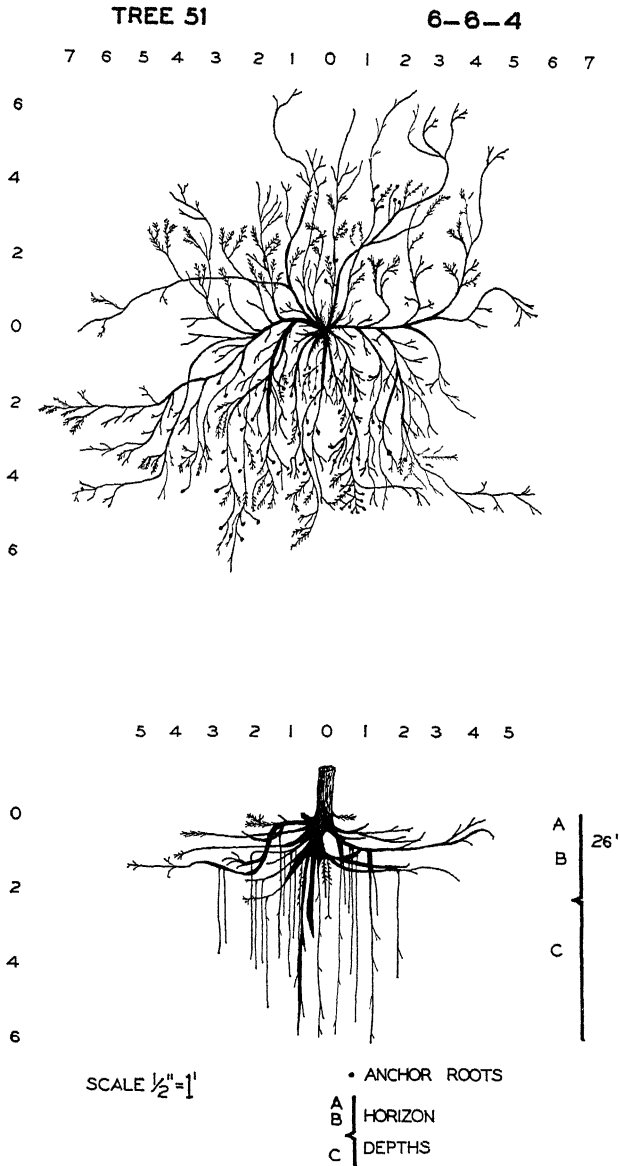 TREE 51 6-6-4
7 6 5 4 3 2 1 0 1 2 3 4 5 6 7
6
4
2
0
2
4
6
5 4 3 2 1 0 1 2 3 4 5
0
2
4
6
A
B
C
26'
SCALE 1/2"=1'
• ANCHOR ROOTS
A
B HORIZON
C DEPTHS